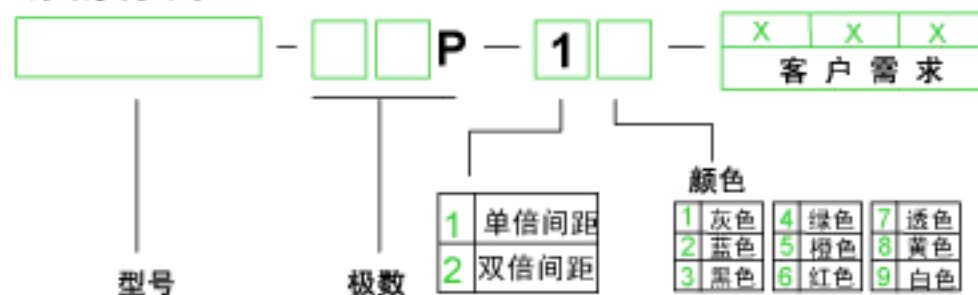 — P — 1 — X X X
客户需求
颜色
1 单倍间距
2 双倍间距
1 灰色 4 绿色 7 透色
2 蓝色 5 橙色 8 黄色
3 黑色 6 红色 9 白色
型号 极数